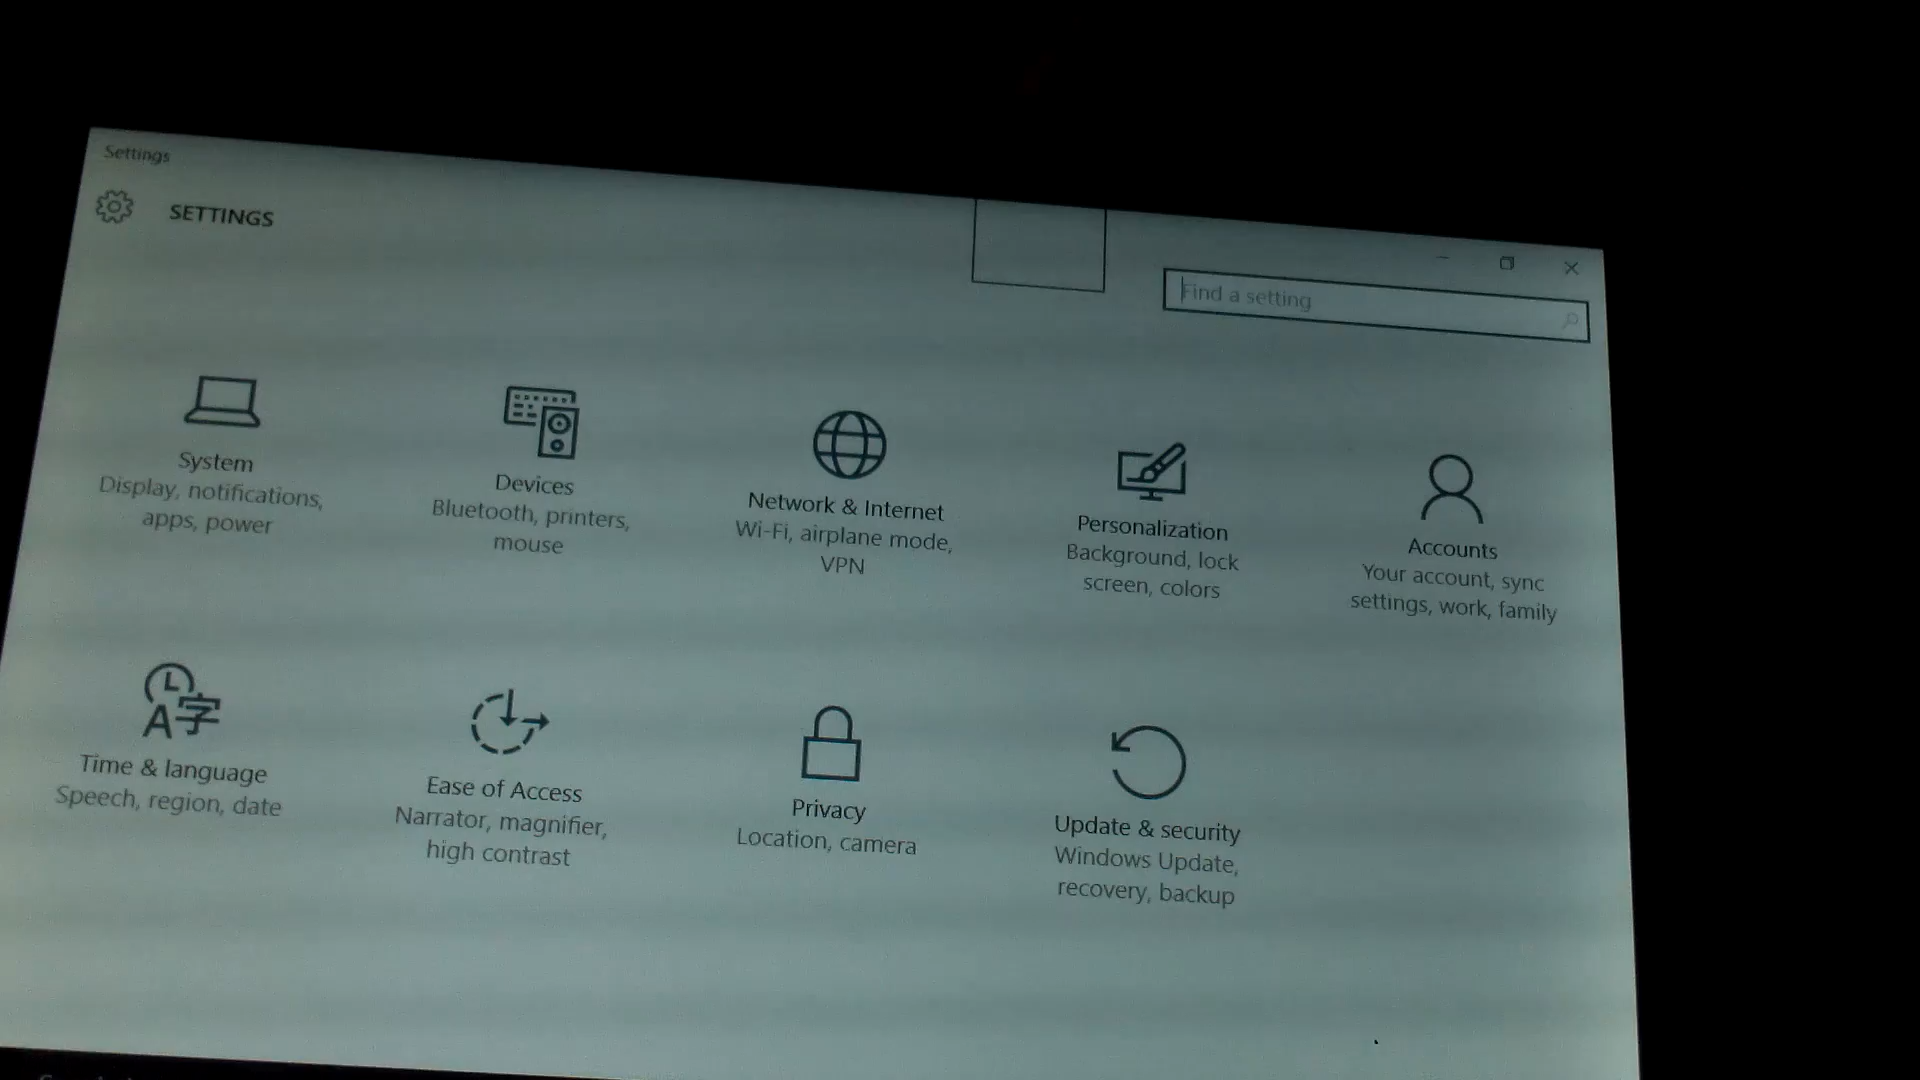 Settings
SETTINGS
Find a setting
System
Display, notifications,
apps, power
Devices
Bluetooth, printers,
mouse
Network & Internet
Wi-Fi, airplane mode,
VPN
Personalization
Background, lock
screen, colors
Accounts
Your account, sync
settings, work, family
Time & language
Speech, region, date
Ease of Access
Narrator, magnifier,
high contrast
Privacy
Location, camera
Update & security
Windows Update,
recovery, backup